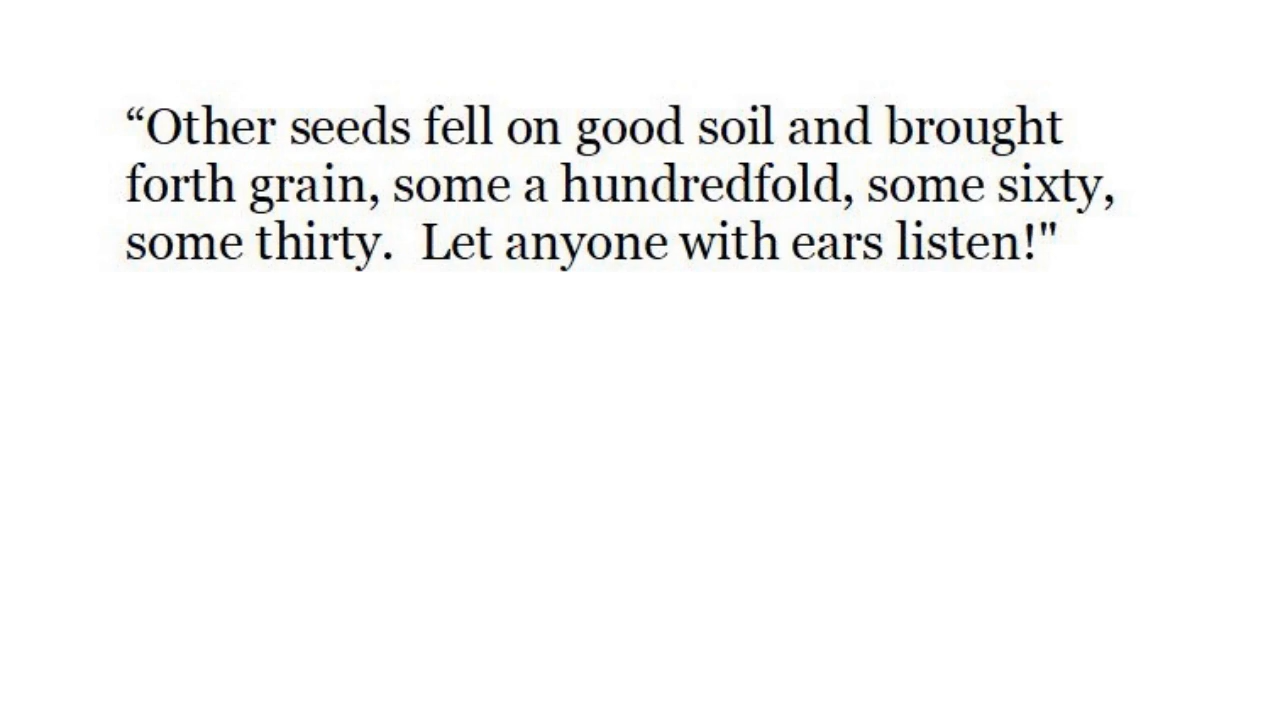 “Other seeds fell on good soil and brought
forth grain, some a hundredfold, some sixty,
some thirty.  Let anyone with ears listen!"